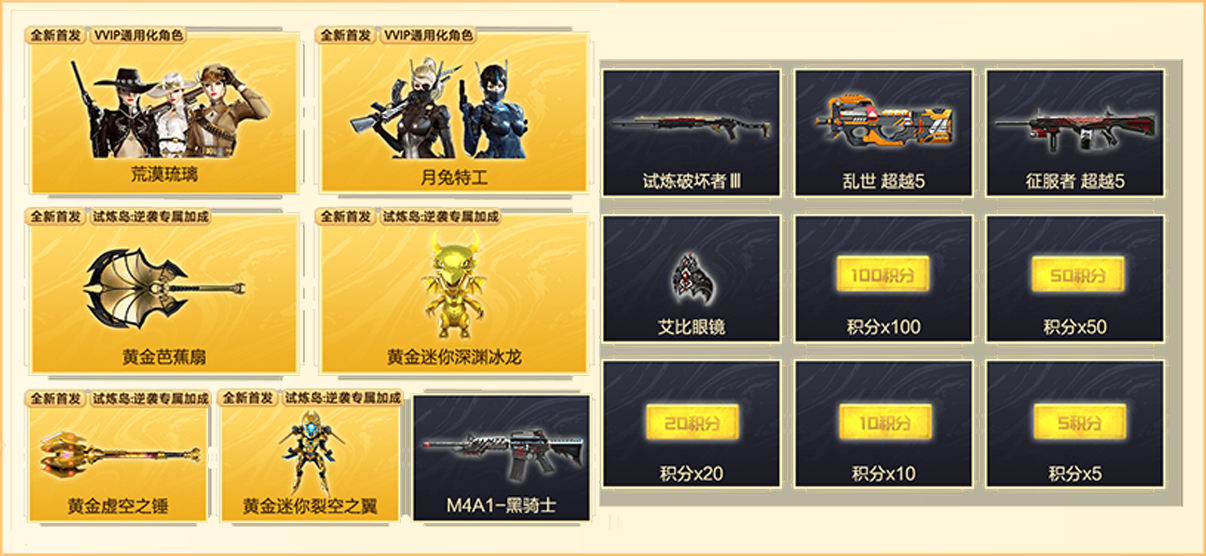 全新首发 VVIP通用化角色
荒漠琉璃
全新首发 VVIP通用化角色
月兔特工
全新首发 试炼岛:逆袭专属加成
黄金芭蕉扇
全新首发 试炼岛:逆袭专属加成
黄金迷你深渊冰龙
全新首发 试炼岛:逆袭专属加成
黄金虚空之锤
全新首发 试炼岛:逆袭专属加成
黄金迷你裂空之翼
M4A1-黑骑士
试炼破坏者Ⅲ
乱世 超越5
征服者 超越5
艾比眼镜
100积分
积分x100
50积分
积分x50
20积分
积分x20
10积分
积分x10
5积分
积分x5